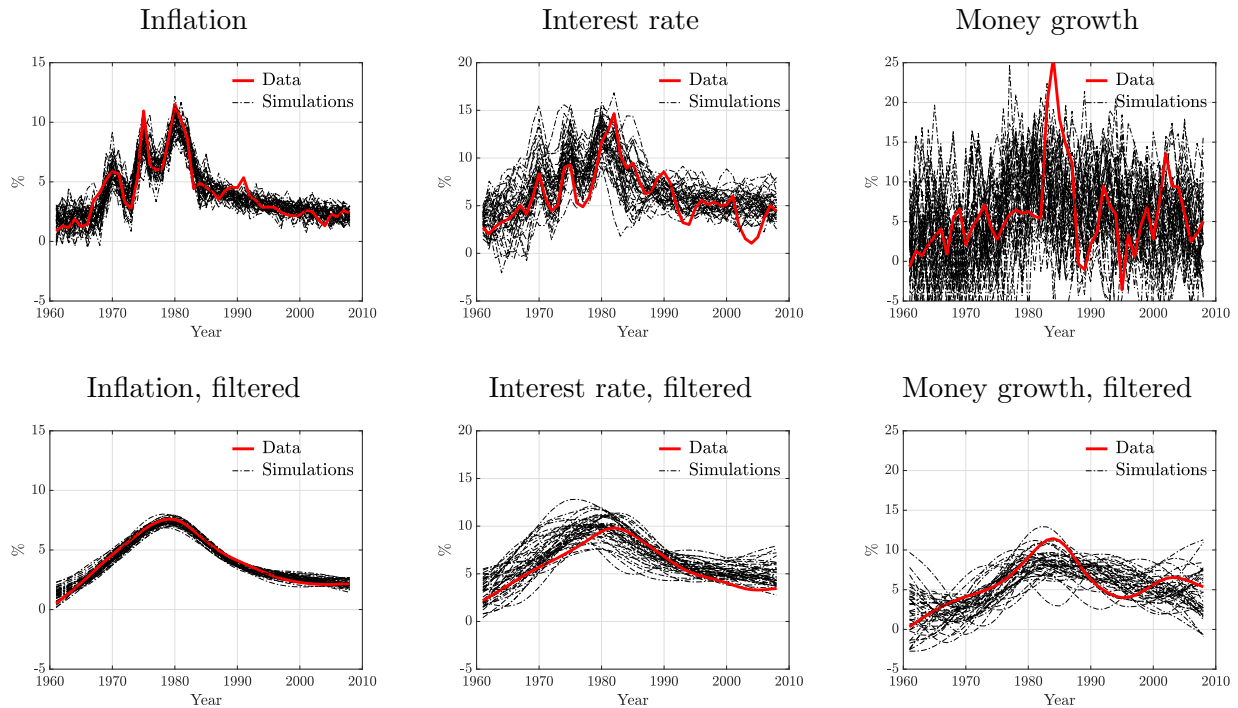 Inflation
Interest rate
Money growth
15
10
5
0
-5
%
1960 1970 1980 1990 2000 2010
Year
Data
Simulations
20
15
10
5
0
-5
%
1960 1970 1980 1990 2000 2010
Year
Data
Simulations
25
20
15
10
5
0
-5
%
1960 1970 1980 1990 2000 2010
Year
Data
Simulations
Inflation, filtered
Interest rate, filtered
Money growth, filtered
15
10
5
0
-5
%
1960 1970 1980 1990 2000 2010
Year
Data
Simulations
20
15
10
5
0
-5
%
1960 1970 1980 1990 2000 2010
Year
Data
Simulations
25
20
15
10
5
0
-5
%
1960 1970 1980 1990 2000 2010
Year
Data
Simulations